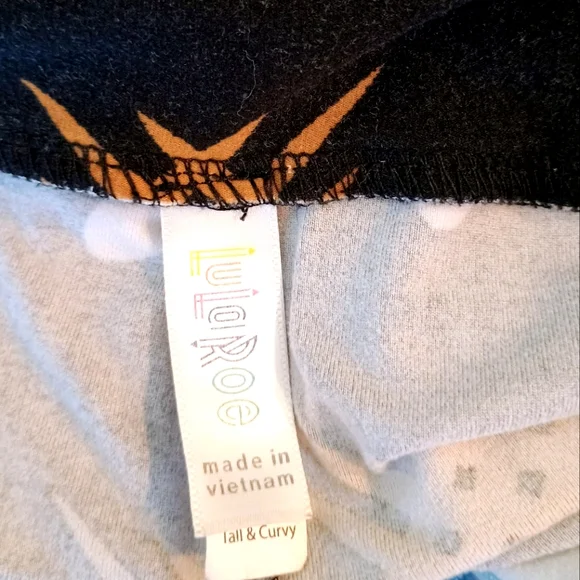 LuLaRoe
made in
vietnam
Tall & Curvy